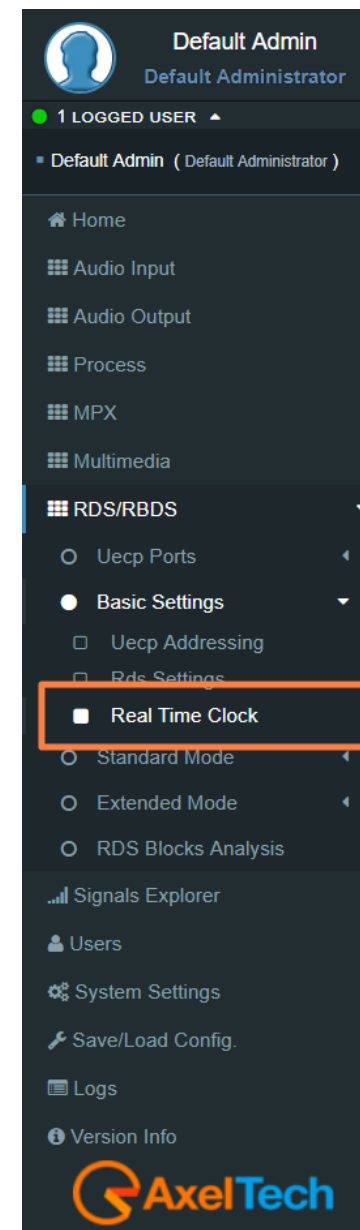 Default Admin
Default Administrator
1 LOGGED USER
Default Admin ( Default Administrator )
Home
Audio Input
Audio Output
Process
MPX
Multimedia
RDS/RBDS
Uecp Ports
Basic Settings
Uecp Addressing
Rds Settings
Real Time Clock
Standard Mode
Extended Mode
RDS Blocks Analysis
Signals Explorer
Users
System Settings
Save/Load Config.
Logs
Version Info
AxelTech